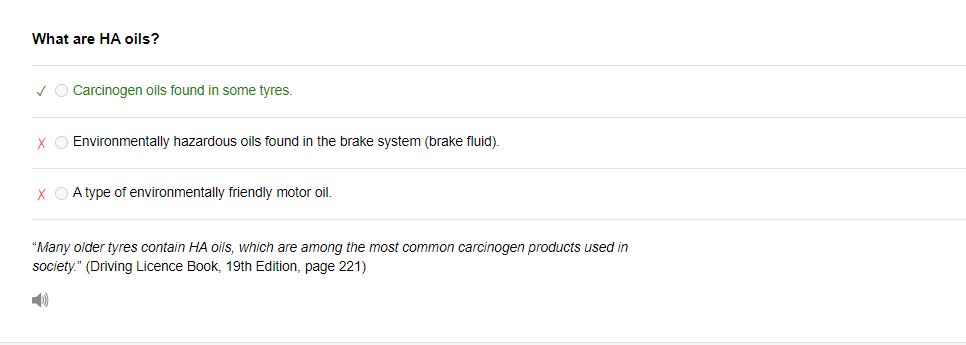 What are HA oils?
✓ Carcinogen oils found in some tyres.
X Environmentally hazardous oils found in the brake system (brake fluid).
X A type of environmentally friendly motor oil.
“Many older tyres contain HA oils, which are among the most common carcinogen products used in
society.” (Driving Licence Book, 19th Edition, page 221)